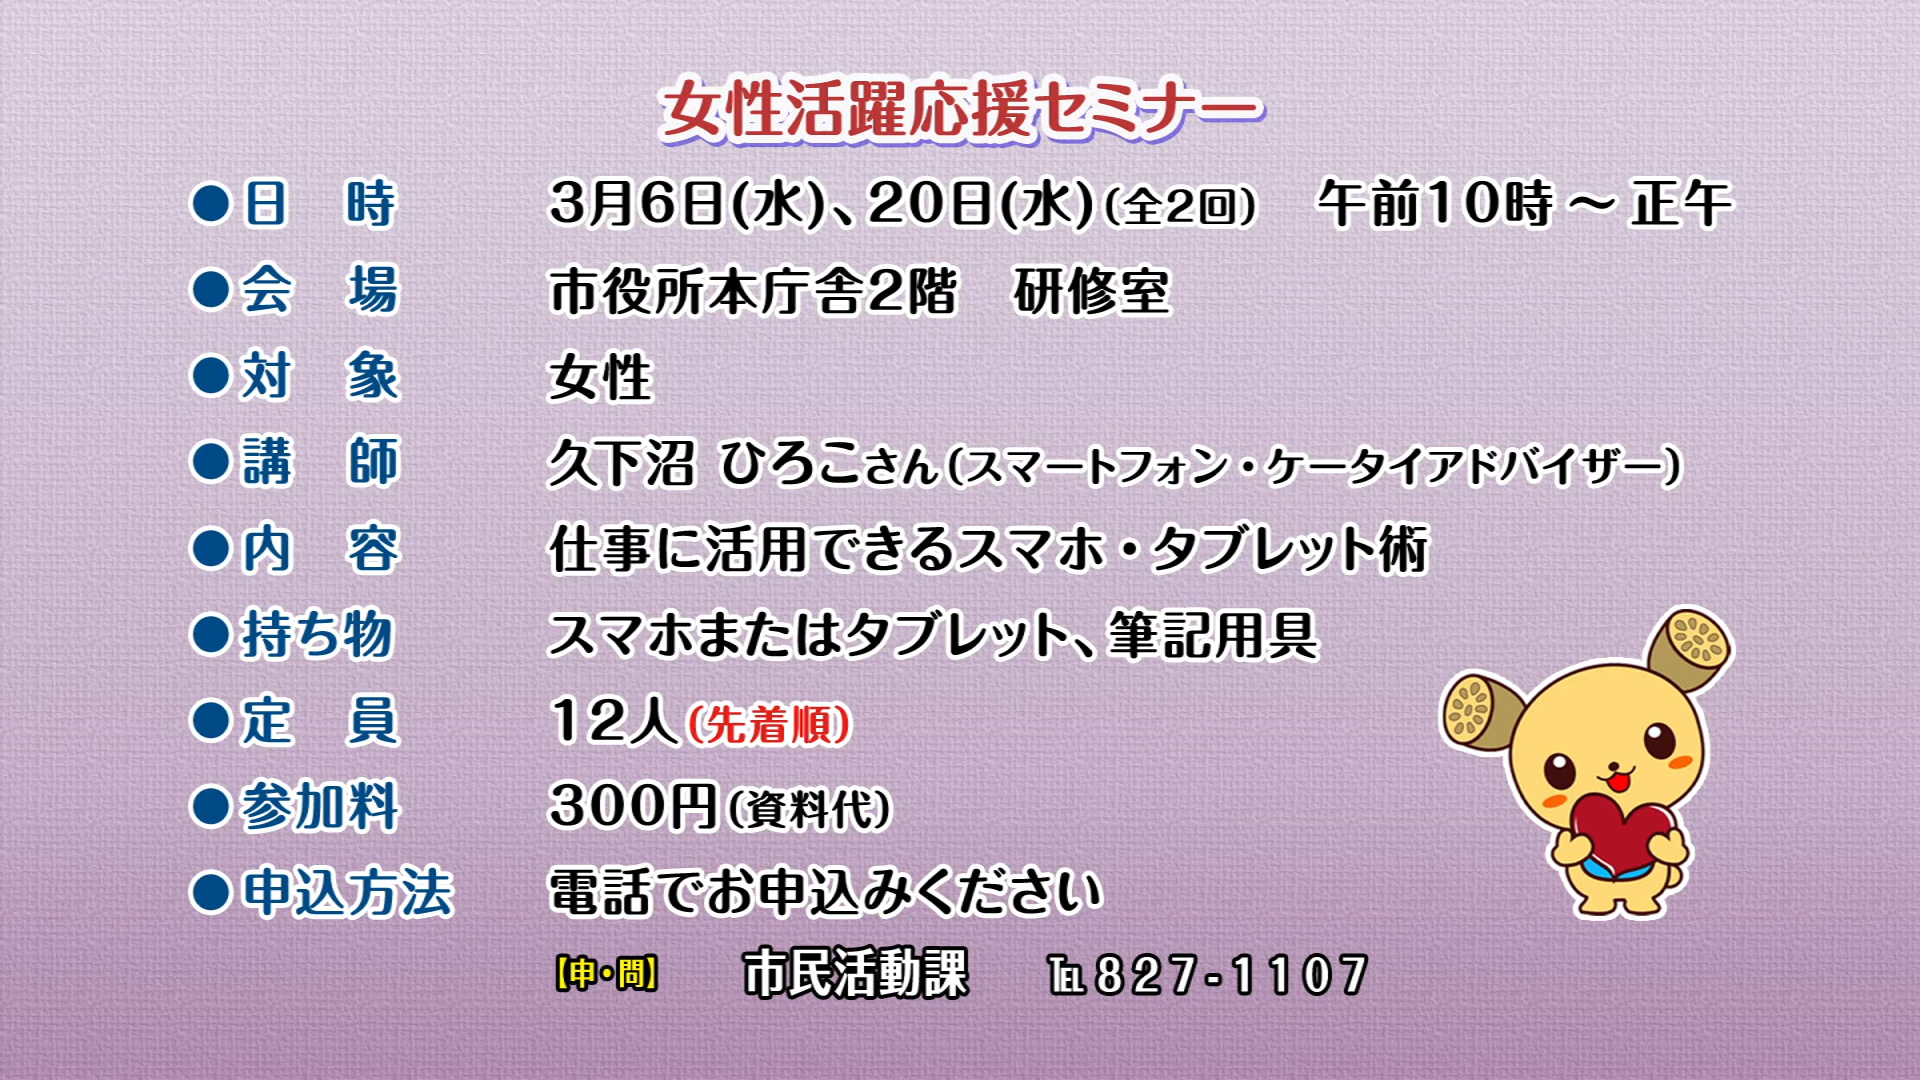 女性活躍応援セミナー
●日　時　3月6日(水)、20日(水)(全2回)　午前10時～正午
●会　場　市役所本庁舎2階　研修室
●対　象　女性
●講　師　久下沼 ひろこさん(スマートフォン・ケータイアドバイザー)
●内　容　仕事に活用できるスマホ・タブレット術
●持ち物　スマホまたはタブレット、筆記用具
●定　員　12人(先着順)
●参加料　300円(資料代)
●申込方法　電話でお申込みください
【申・問】　市民活動課　℡827-1107